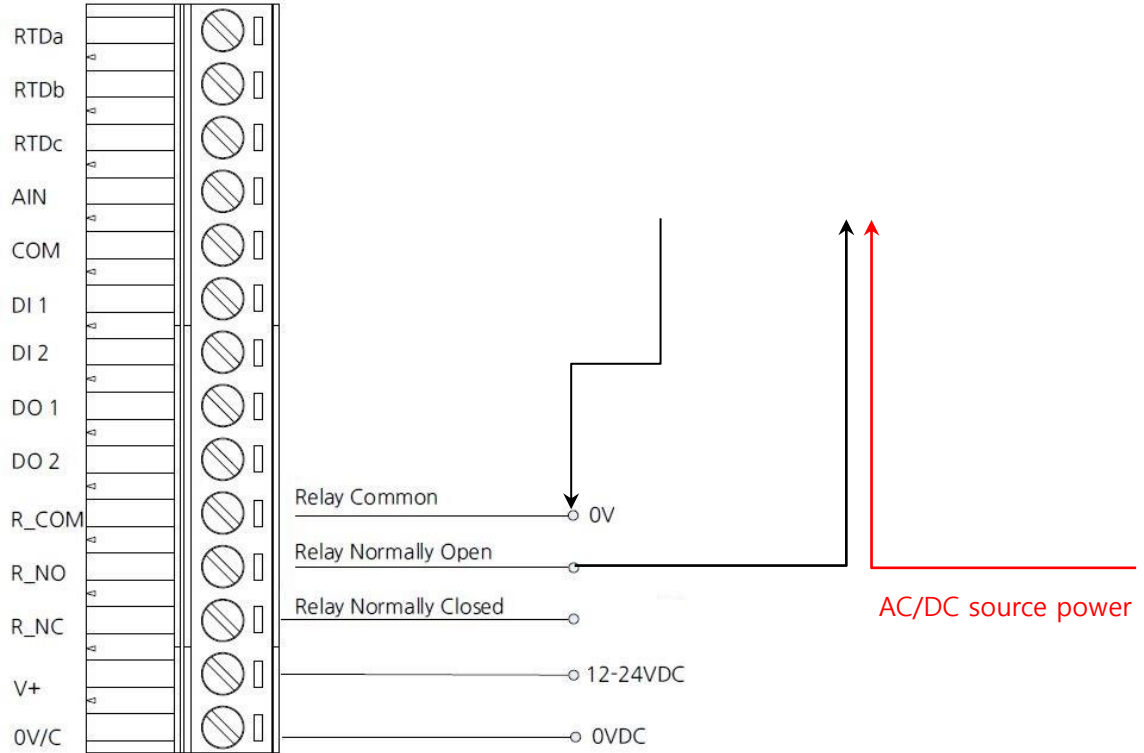 RTDa
RTDb
RTDc
AIN
COM
DI 1
DI 2
DO 1
DO 2
R_COM
Relay Common
0V
R_NO
Relay Normally Open
R_NC
Relay Normally Closed
AC/DC source power
V+
12-24VDC
0V/C
0VDC